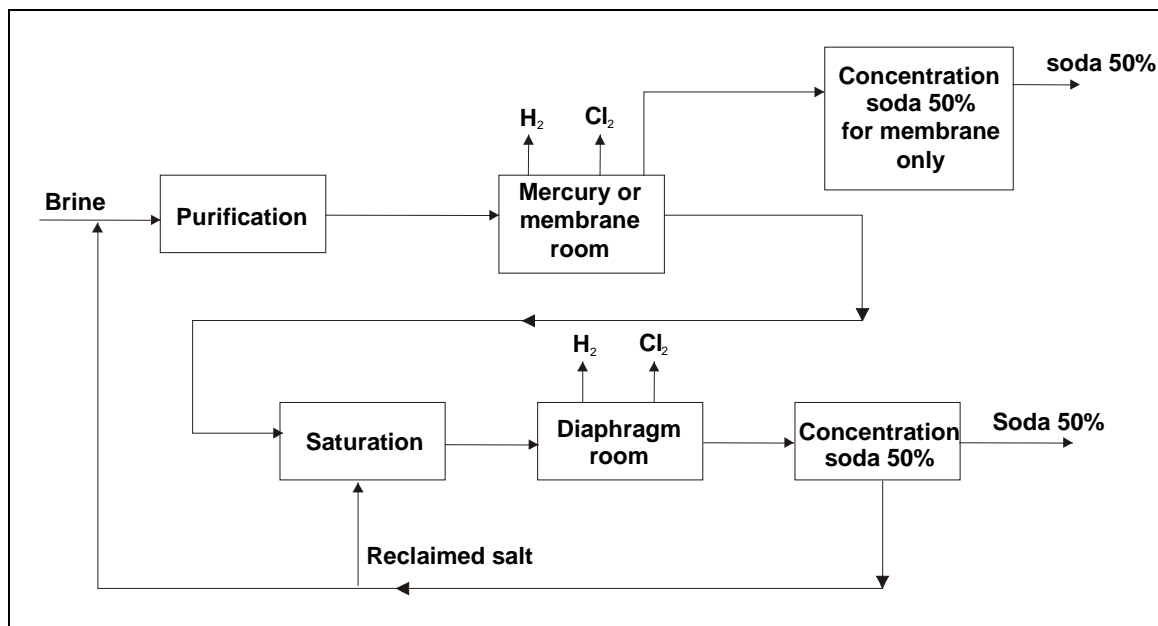 Concentration
soda 50%
for membrane
only
soda 50%
H₂
Cl₂
Brine
Purification
Mercury or
membrane
room
H₂
Cl₂
Saturation
Diaphragm
room
Concentration
soda 50%
Soda 50%
Reclaimed salt